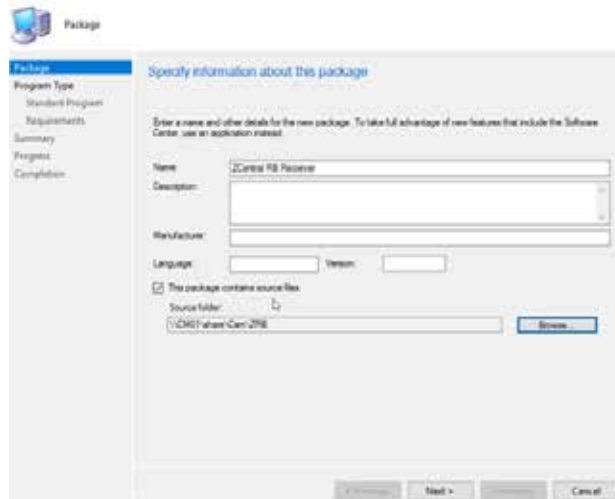 Package
Package
Specify information about this package
Program Type
Standard Program
Requirements
Enter a name and other details for the new package. To take full advantage of new features that include the Software
Center, use an application instead.
Summary
Progress
Completion
Name
ZCentral RB Receiver
Description:
Manufacturer:
Language:
Version:
This package contains source files
Source folder:
Browse...
Next >
Cancel